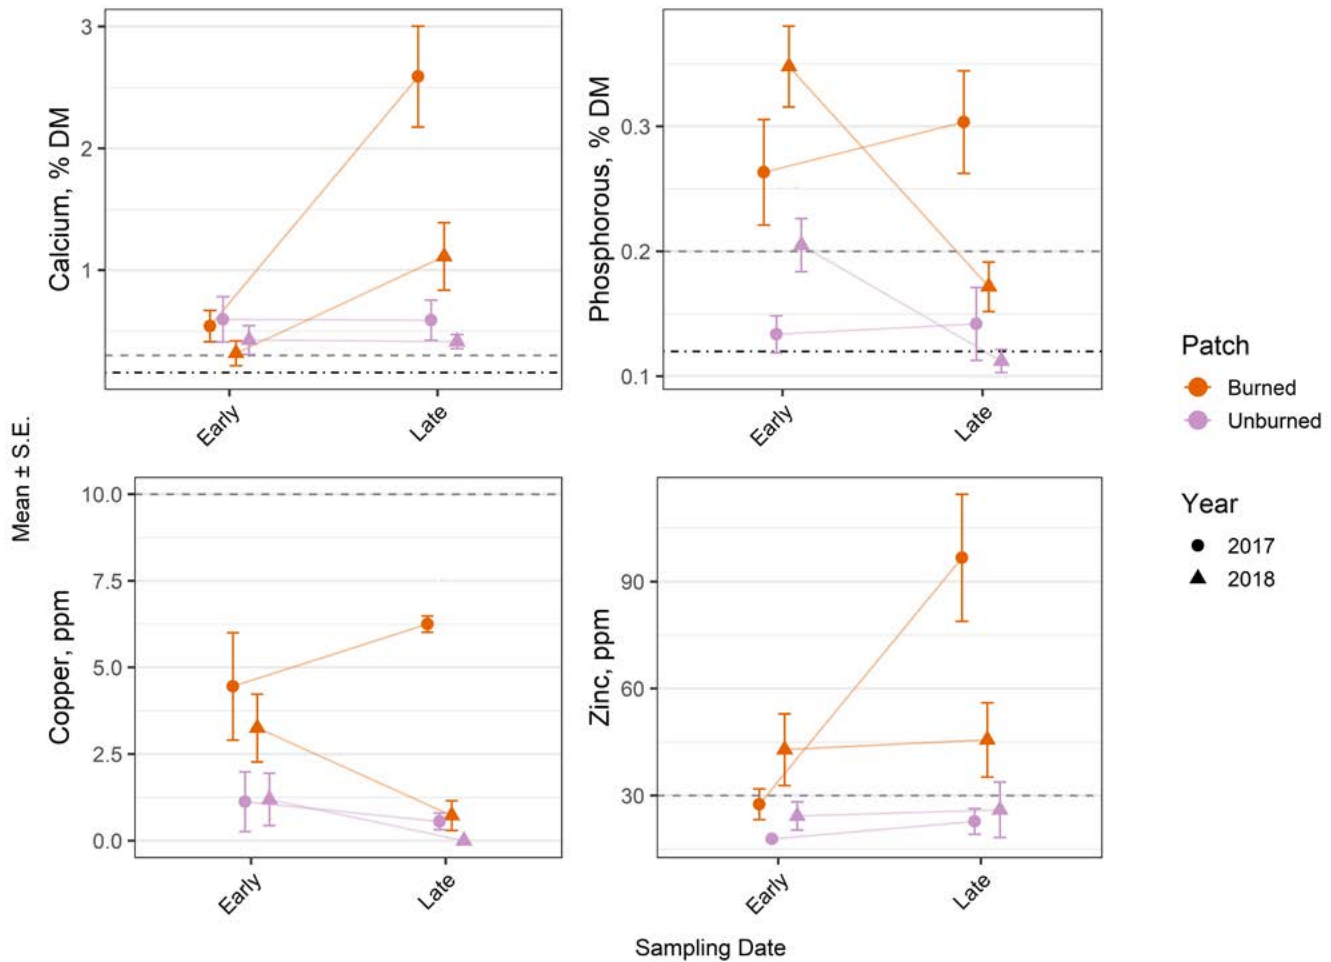 3
2
1
Calcium, % DM
Early
Late
0.3
0.2
0.1
Phosphorous, % DM
Early
Late
10.0
7.5
5.0
2.5
0.0
Copper, ppm
Early
Late
90
60
30
Zinc, ppm
Early
Late
Mean ± S.E.
Sampling Date
Patch
Burned
Unburned
Year
2017
2018